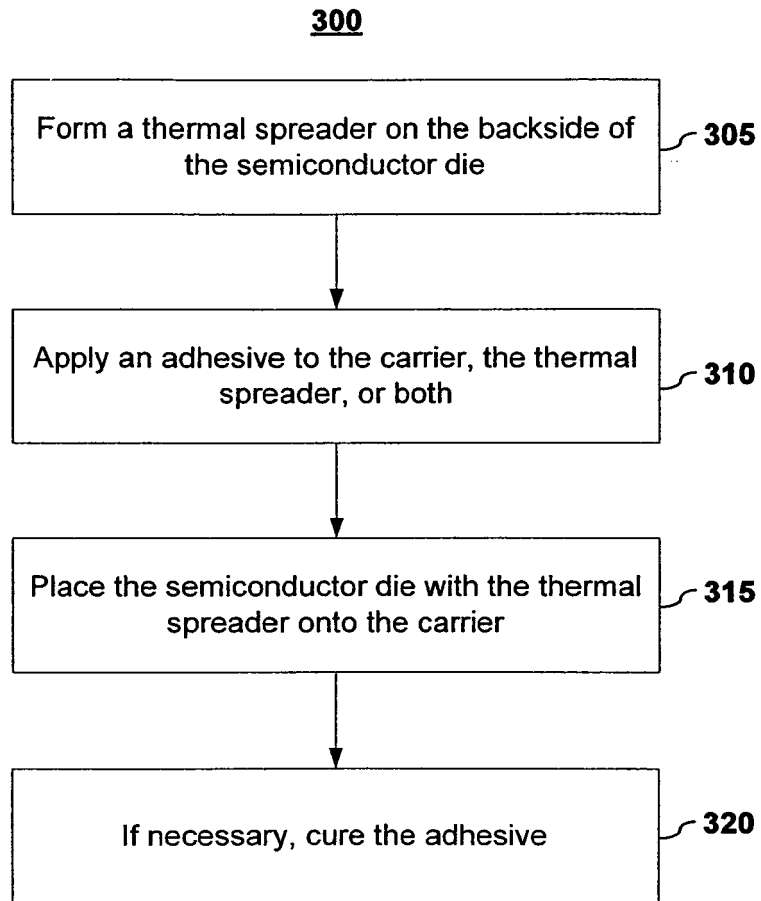 300
Form a thermal spreader on the backside of
the semiconductor die
305
Apply an adhesive to the carrier, the thermal
spreader, or both
310
Place the semiconductor die with the thermal
spreader onto the carrier
315
If necessary, cure the adhesive
320